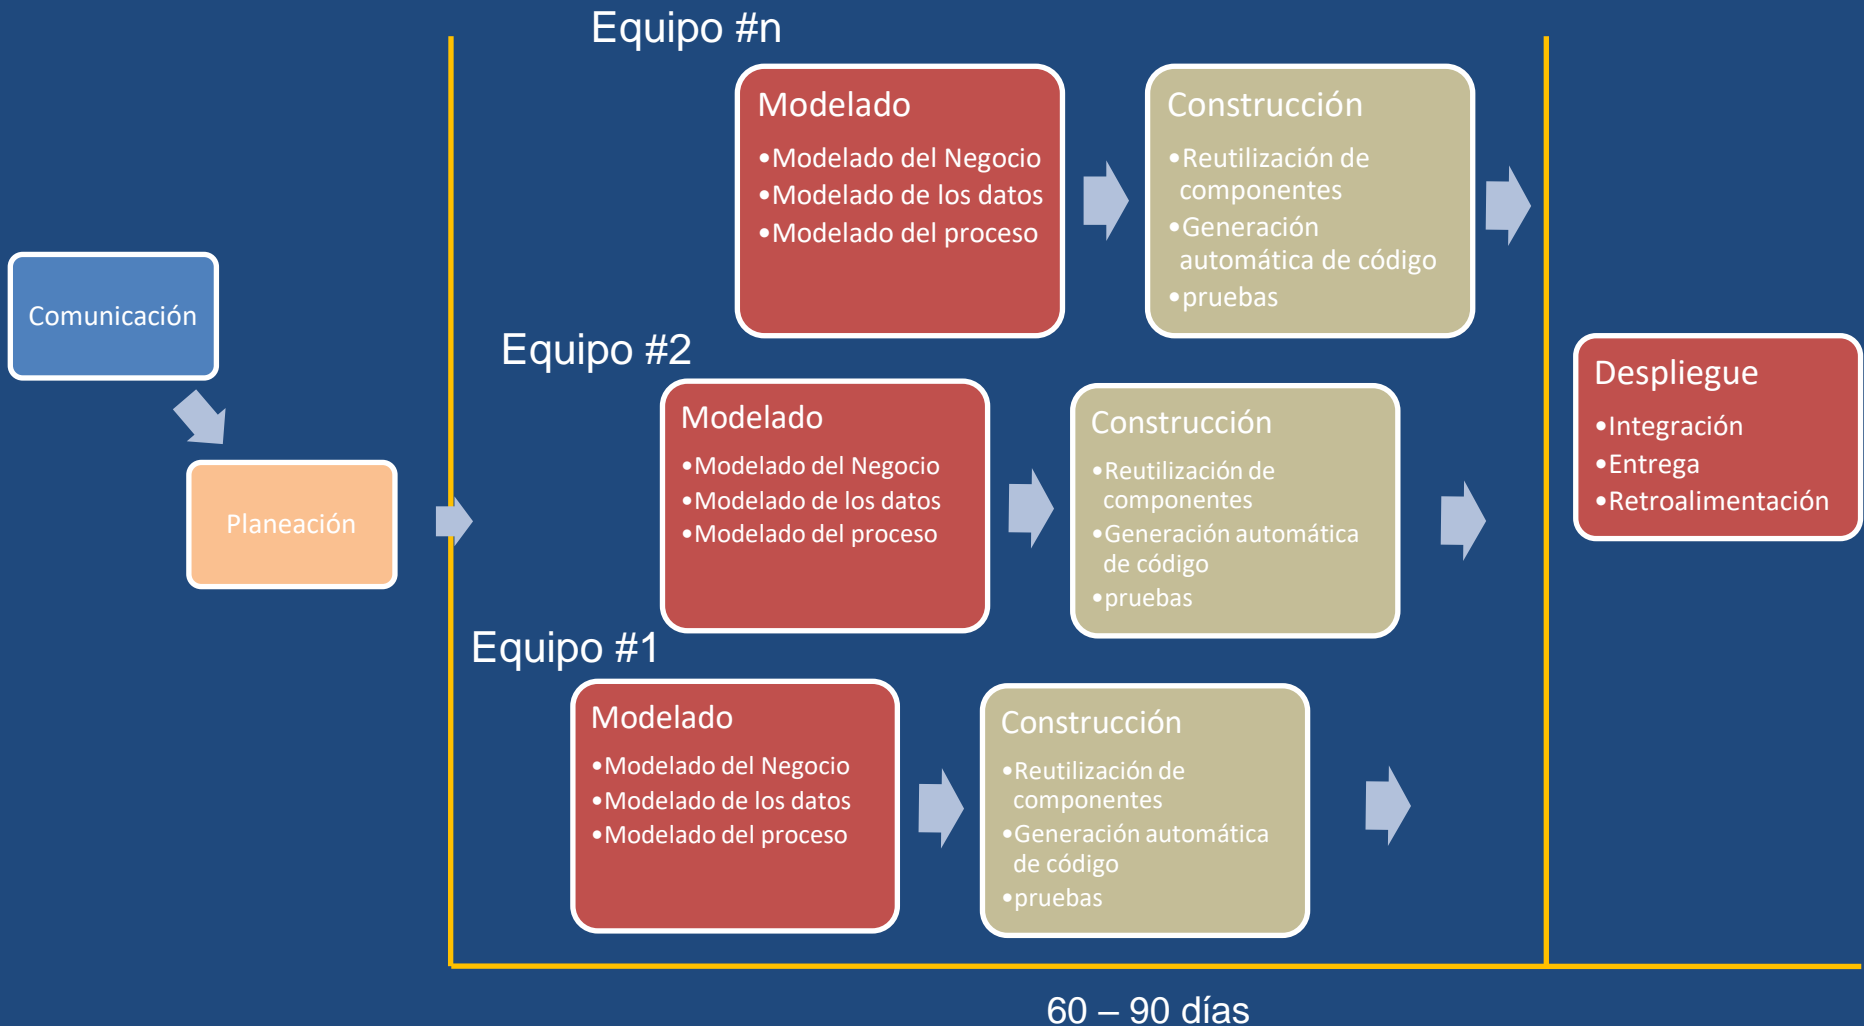 Equipo #n
Modelado
•Modelado del Negocio
•Modelado de los datos
•Modelado del proceso
Construcción
•Reutilización de
componentes
•Generación
automática de código
•pruebas
Comunicación
Planeación
Equipo #2
Modelado
•Modelado del Negocio
•Modelado de los datos
•Modelado del proceso
Construcción
•Reutilización de
componentes
•Generación automática
de código
•pruebas
Equipo #1
Modelado
•Modelado del Negocio
•Modelado de los datos
•Modelado del proceso
Construcción
•Reutilización de
componentes
•Generación automática
de código
•pruebas
Despliegue
•Integración
•Entrega
•Retroalimentación
60 – 90 días